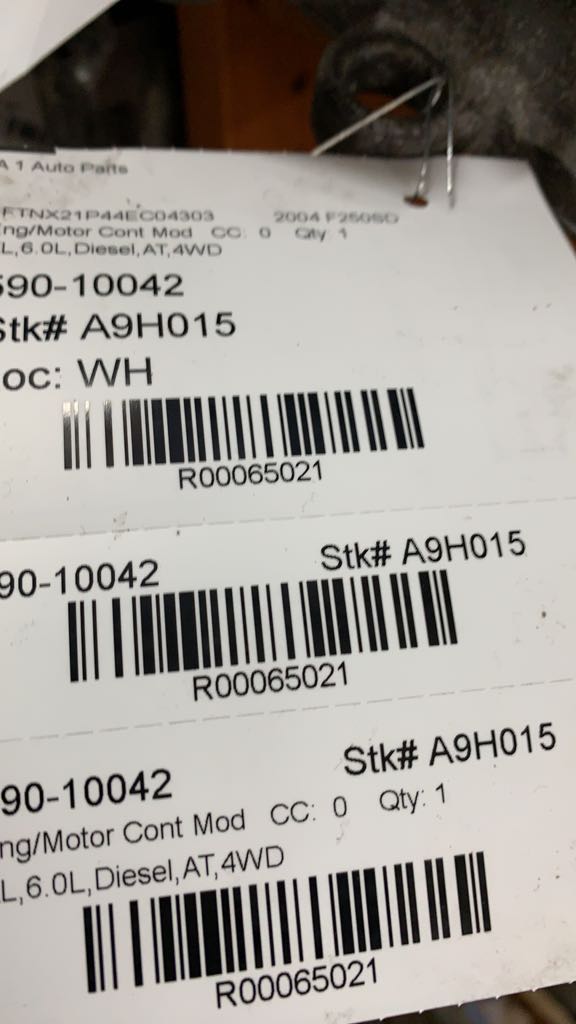 A 1 Auto Parts
FTNX21P44EC04303 2004 F250SD
ng/Motor Cont Mod CC: 0 Qty: 1
L,6.0L,Diesel,AT,4WD
590-10042
Stk# A9H015
oc: WH
R00065021
90-10042 Stk# A9H015
R00065021
90-10042 Stk# A9H015
ng/Motor Cont Mod CC: 0 Qty: 1
L,6.0L,Diesel,AT,4WD
R00065021